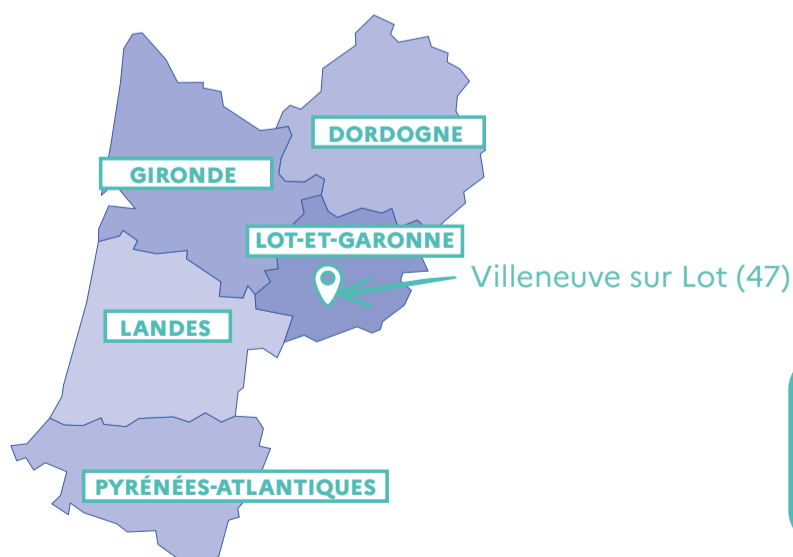 DORDOGNE
GIRONDE
LOT-ET-GARONNE
Villeneuve sur Lot (47)
LANDES
PYRÉNÉES-ATLANTIQUES